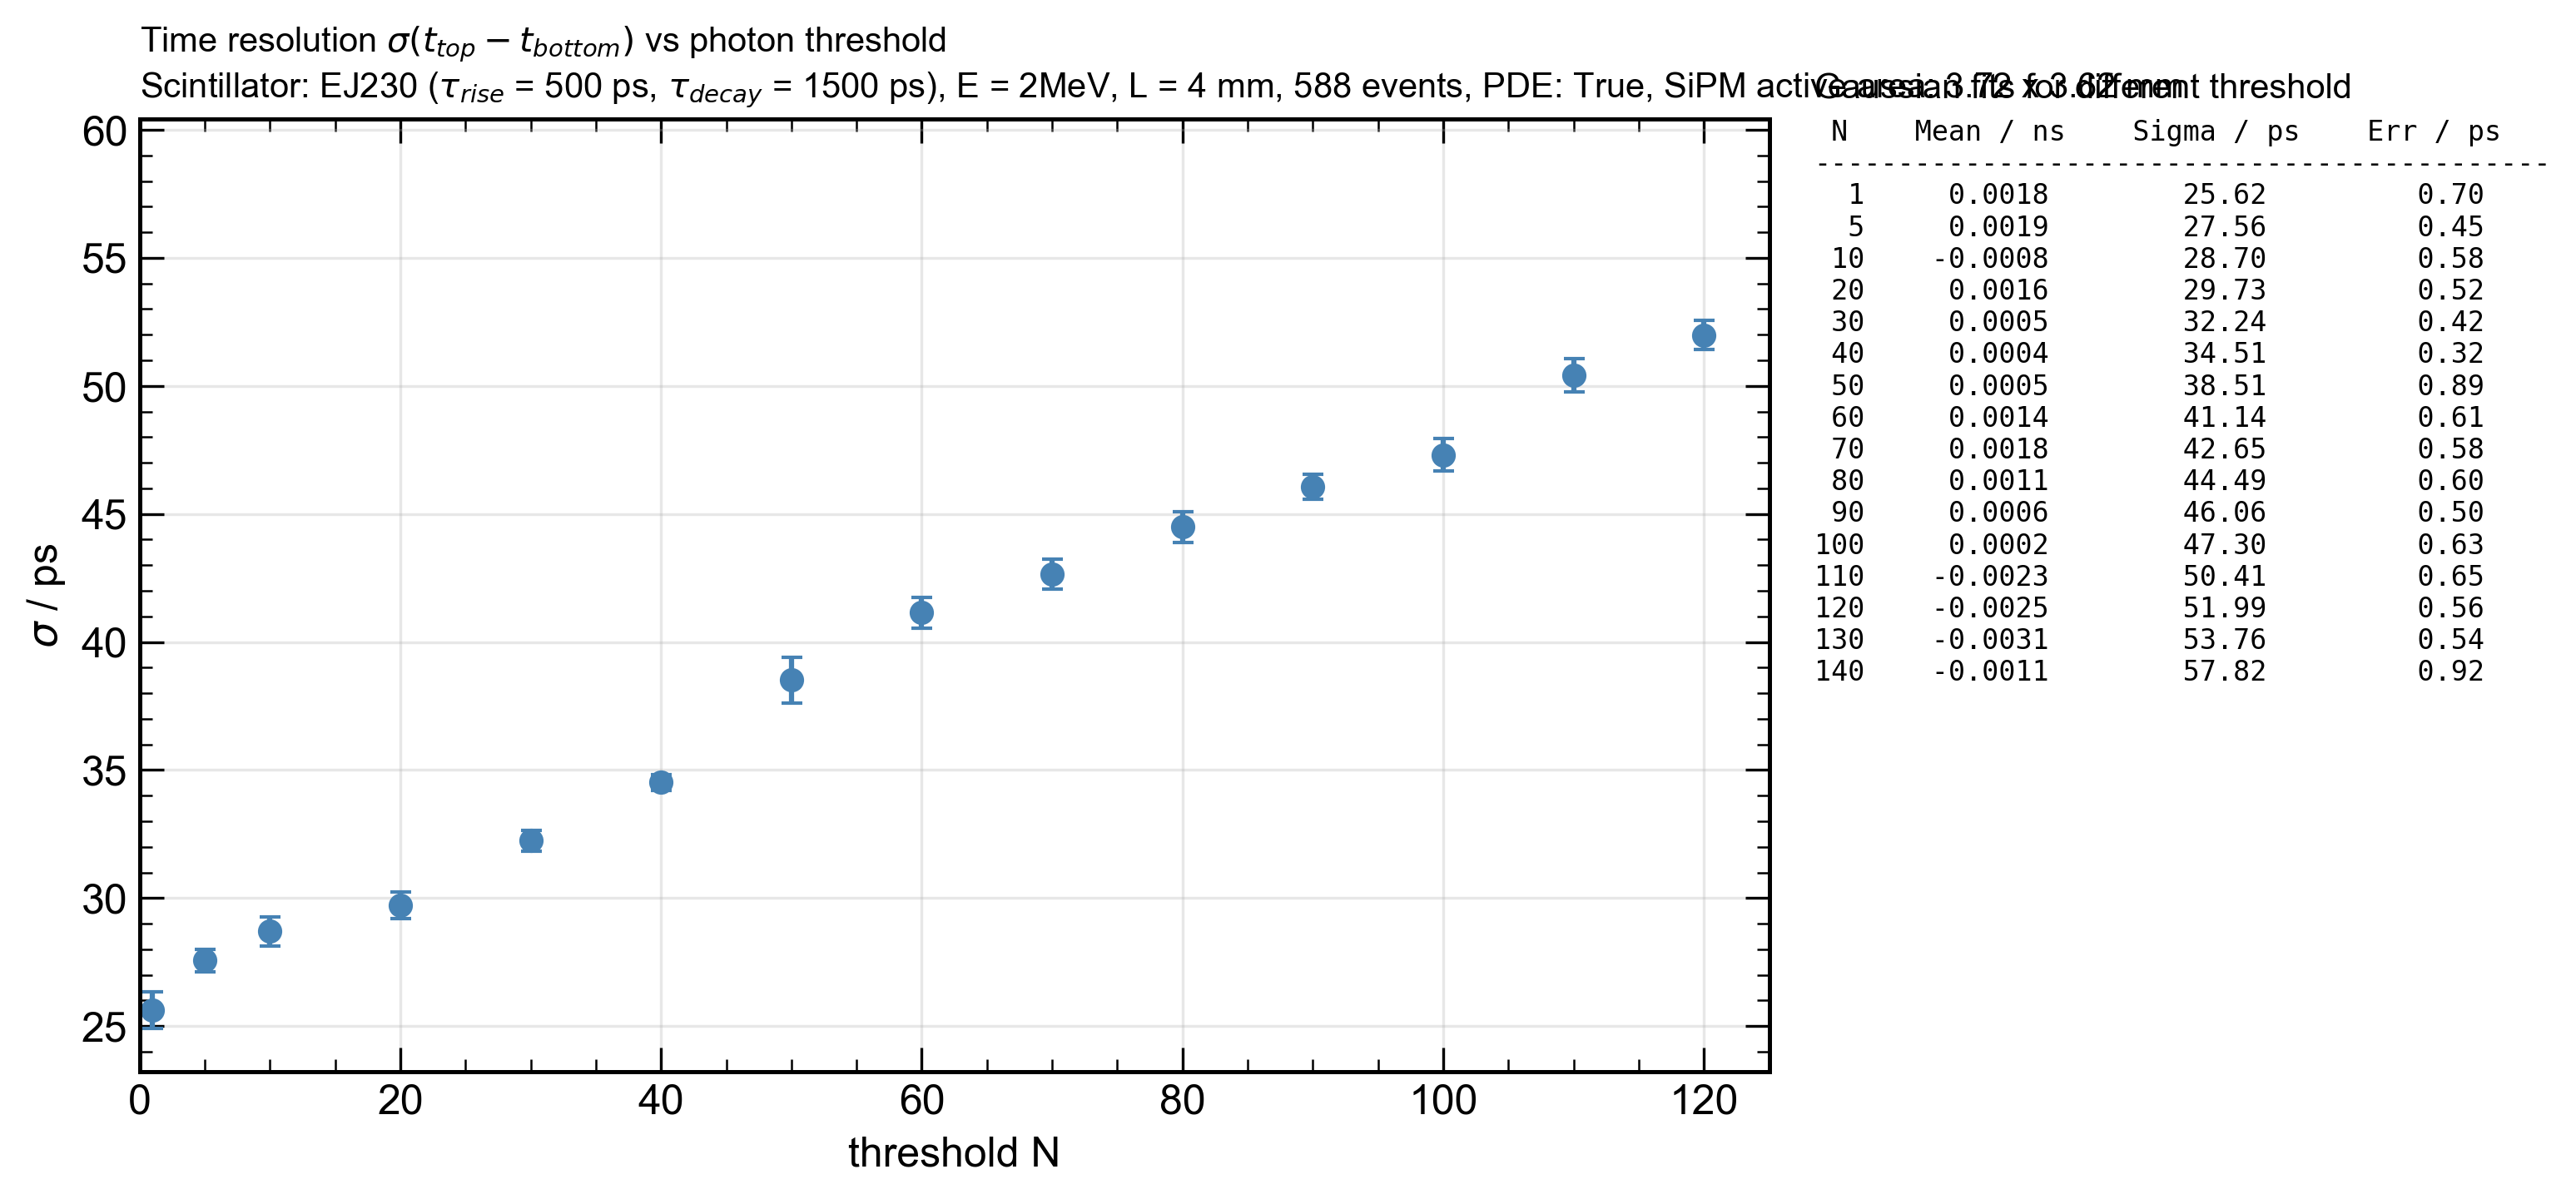 Time resolution σ(t_top − t_bottom) vs photon threshold
Scintillator: EJ230 (τ_rise = 500 ps, τ_decay = 1500 ps), E = 2MeV, L = 4 mm, 588 events, PDE: True, SiPM active area: 3.72 x 3.62 mm
Gaussian fits for different threshold
N Mean / ns Sigma / ps Err / ps
--------------------------------------------
1 0.0018 25.62 0.70
5 0.0019 27.56 0.45
10 -0.0008 28.70 0.58
20 0.0016 29.73 0.52
30 0.0005 32.24 0.42
40 0.0004 34.51 0.32
50 0.0005 38.51 0.89
60 0.0014 41.14 0.61
70 0.0018 42.65 0.58
80 0.0011 44.49 0.60
90 0.0006 46.06 0.50
100 0.0002 47.30 0.63
110 -0.0023 50.41 0.65
120 -0.0025 51.99 0.56
130 -0.0031 53.76 0.54
140 -0.0011 57.82 0.92
60
55
50
45
40
35
30
25
σ / ps
0 20 40 60 80 100 120
threshold N